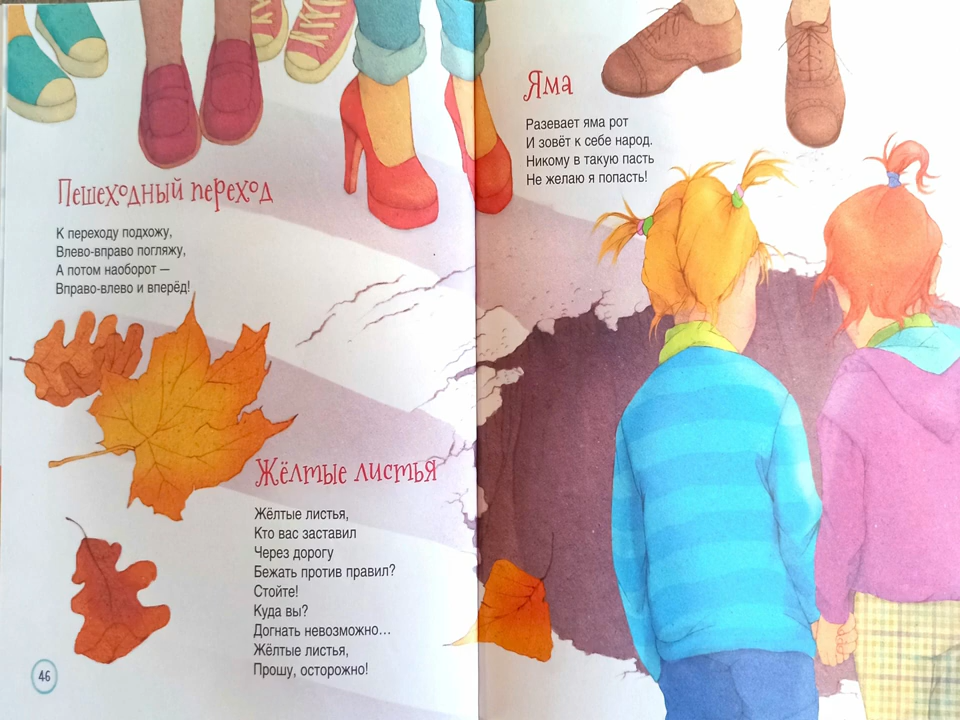 Пешеходный переход
К переходу подхожу,
Влево-вправо погляжу,
А потом наоборот —
Вправо-влево и вперёд!
Жёлтые листья
Жёлтые листья,
Кто вас заставил
Через дорогу
Бежать против правил?
Стойте!
Куда вы?
Догнать невозможно...
Жёлтые листья,
Прошу, осторожно!
46
Яма
Разевает яма рот
И зовёт к себе народ.
Никому в такую пасть
Не желаю я попасть!